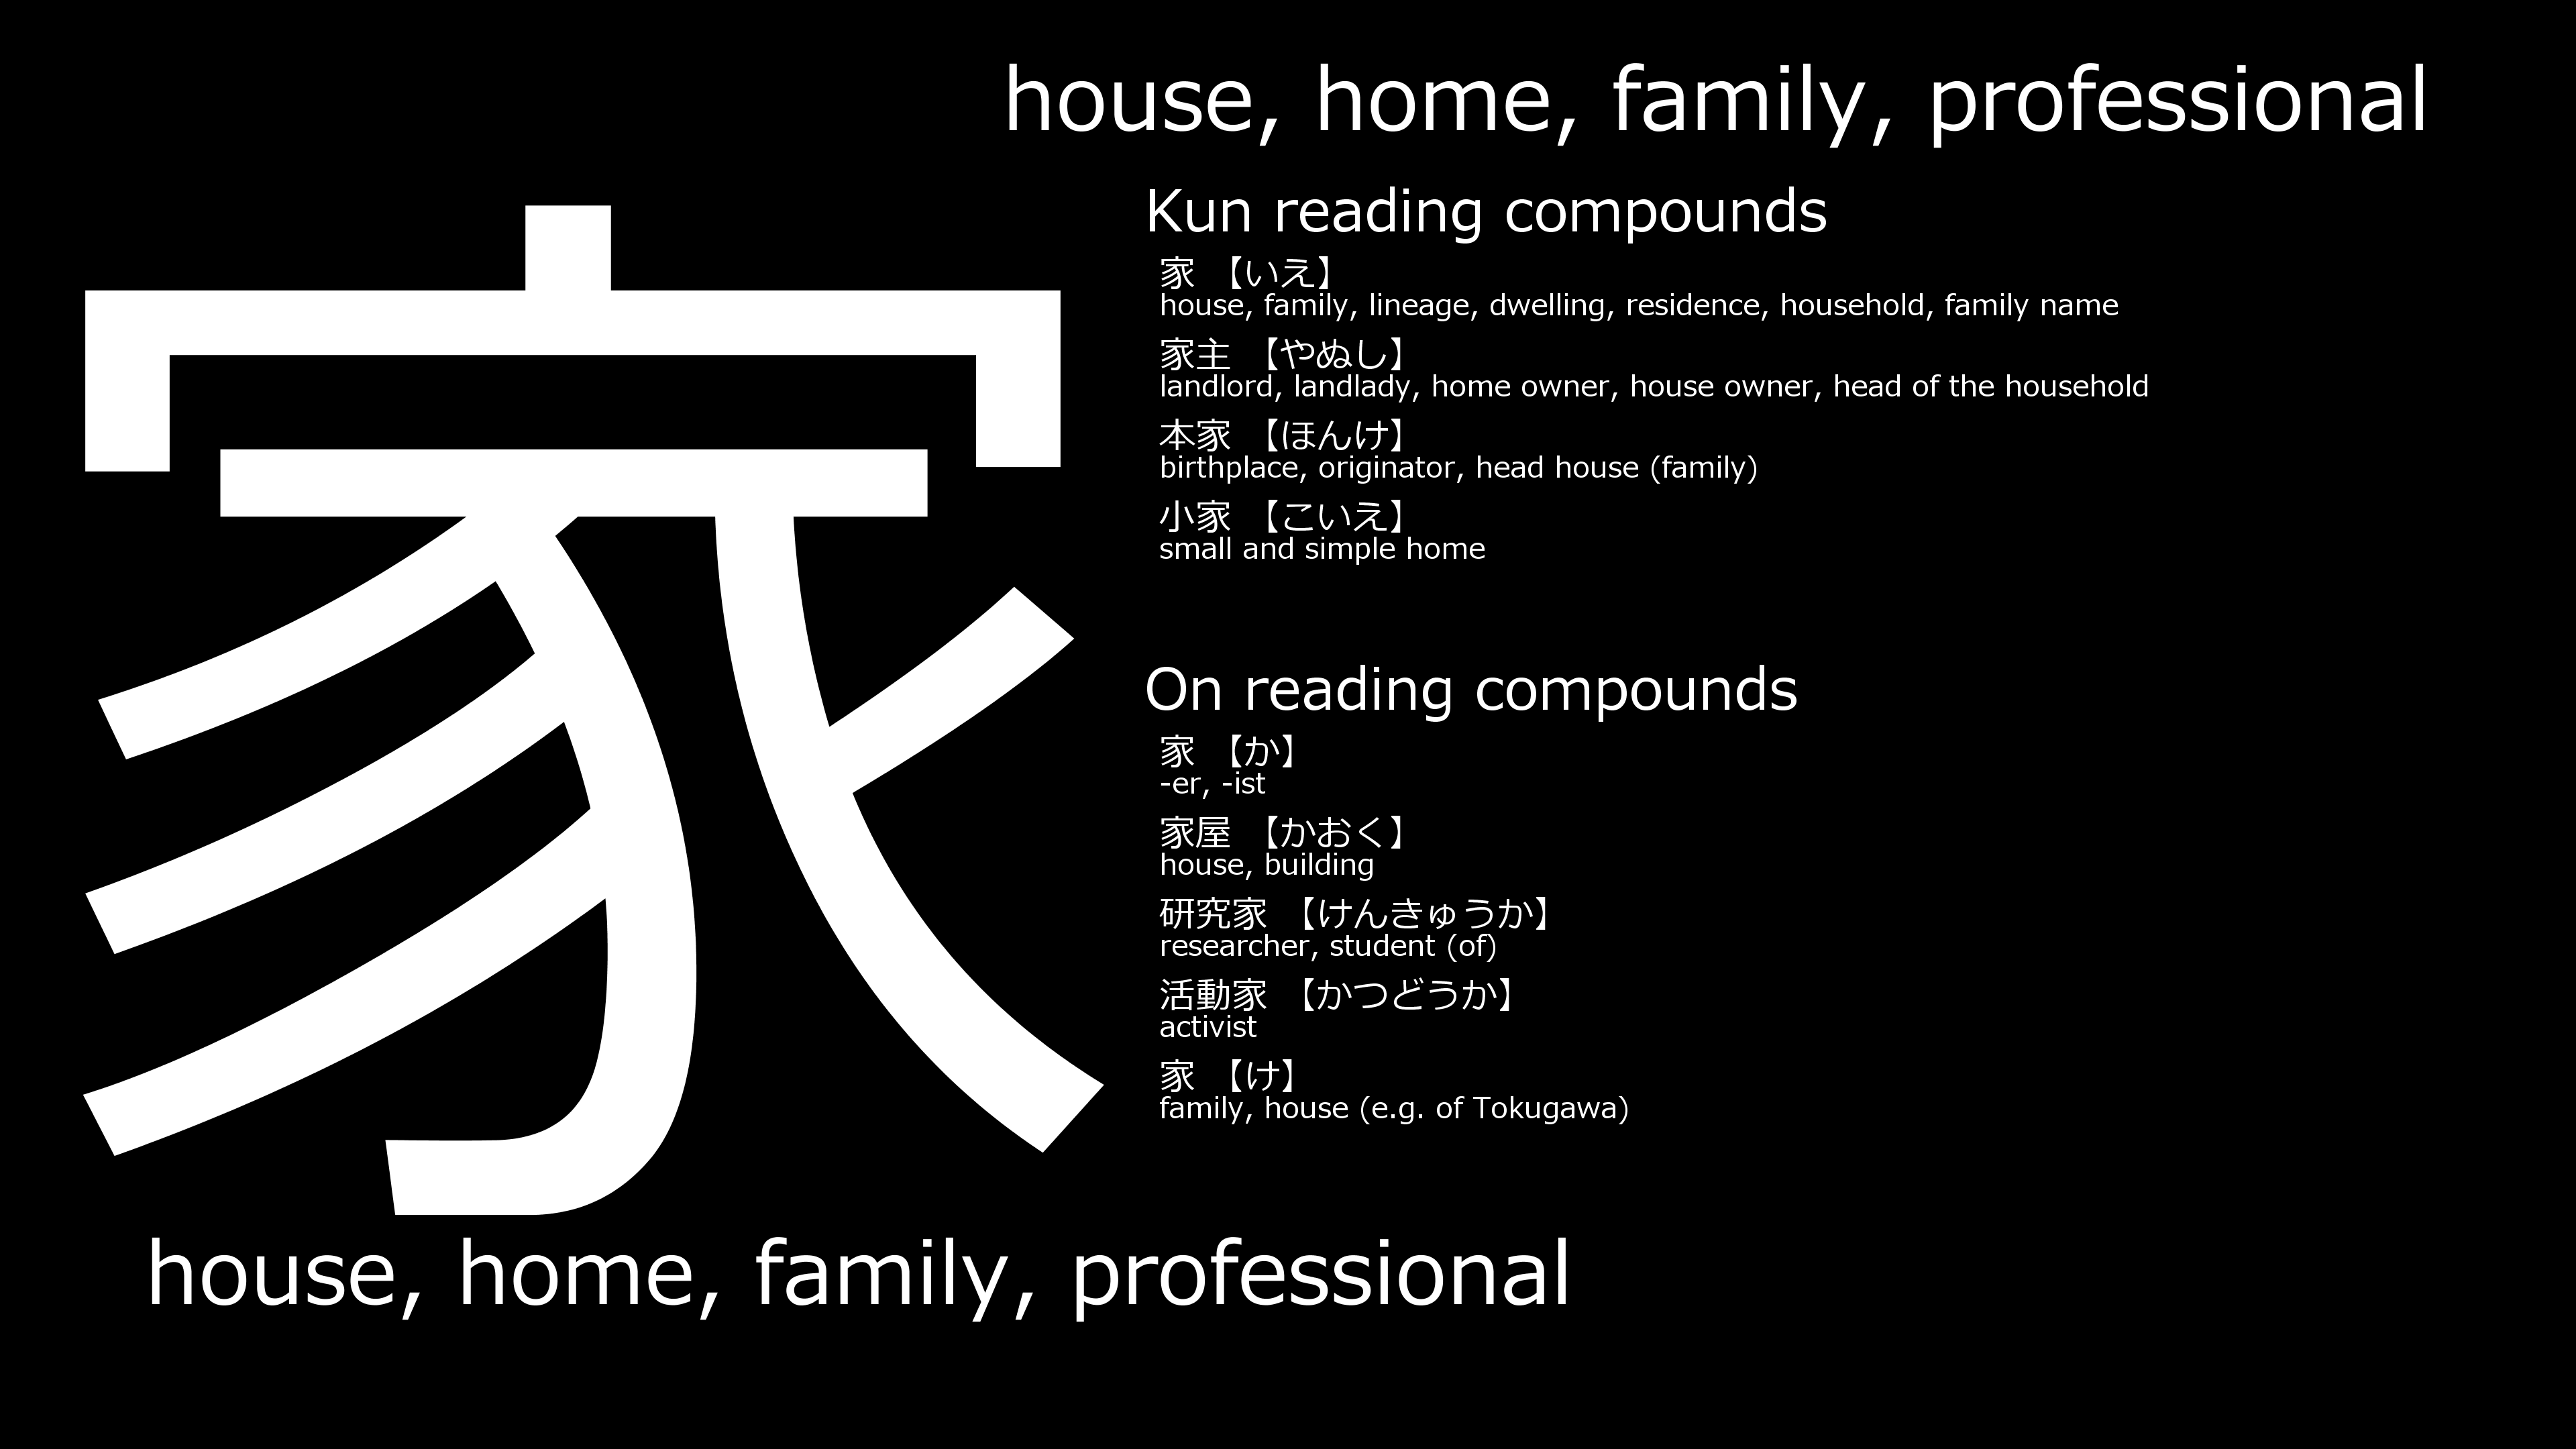 house, home, family, professional
家
Kun reading compounds
家 【いえ】
house, family, lineage, dwelling, residence, household, family name
家主 【やぬし】
landlord, landlady, home owner, house owner, head of the household
本家 【ほんけ】
birthplace, originator, head house (family)
小家 【こいえ】
small and simple home
On reading compounds
家 【か】
-er, -ist
家屋 【かおく】
house, building
研究家 【けんきゅうか】
researcher, student (of)
活動家 【かつどうか】
activist
家 【け】
family, house (e.g. of Tokugawa)
house, home, family, professional